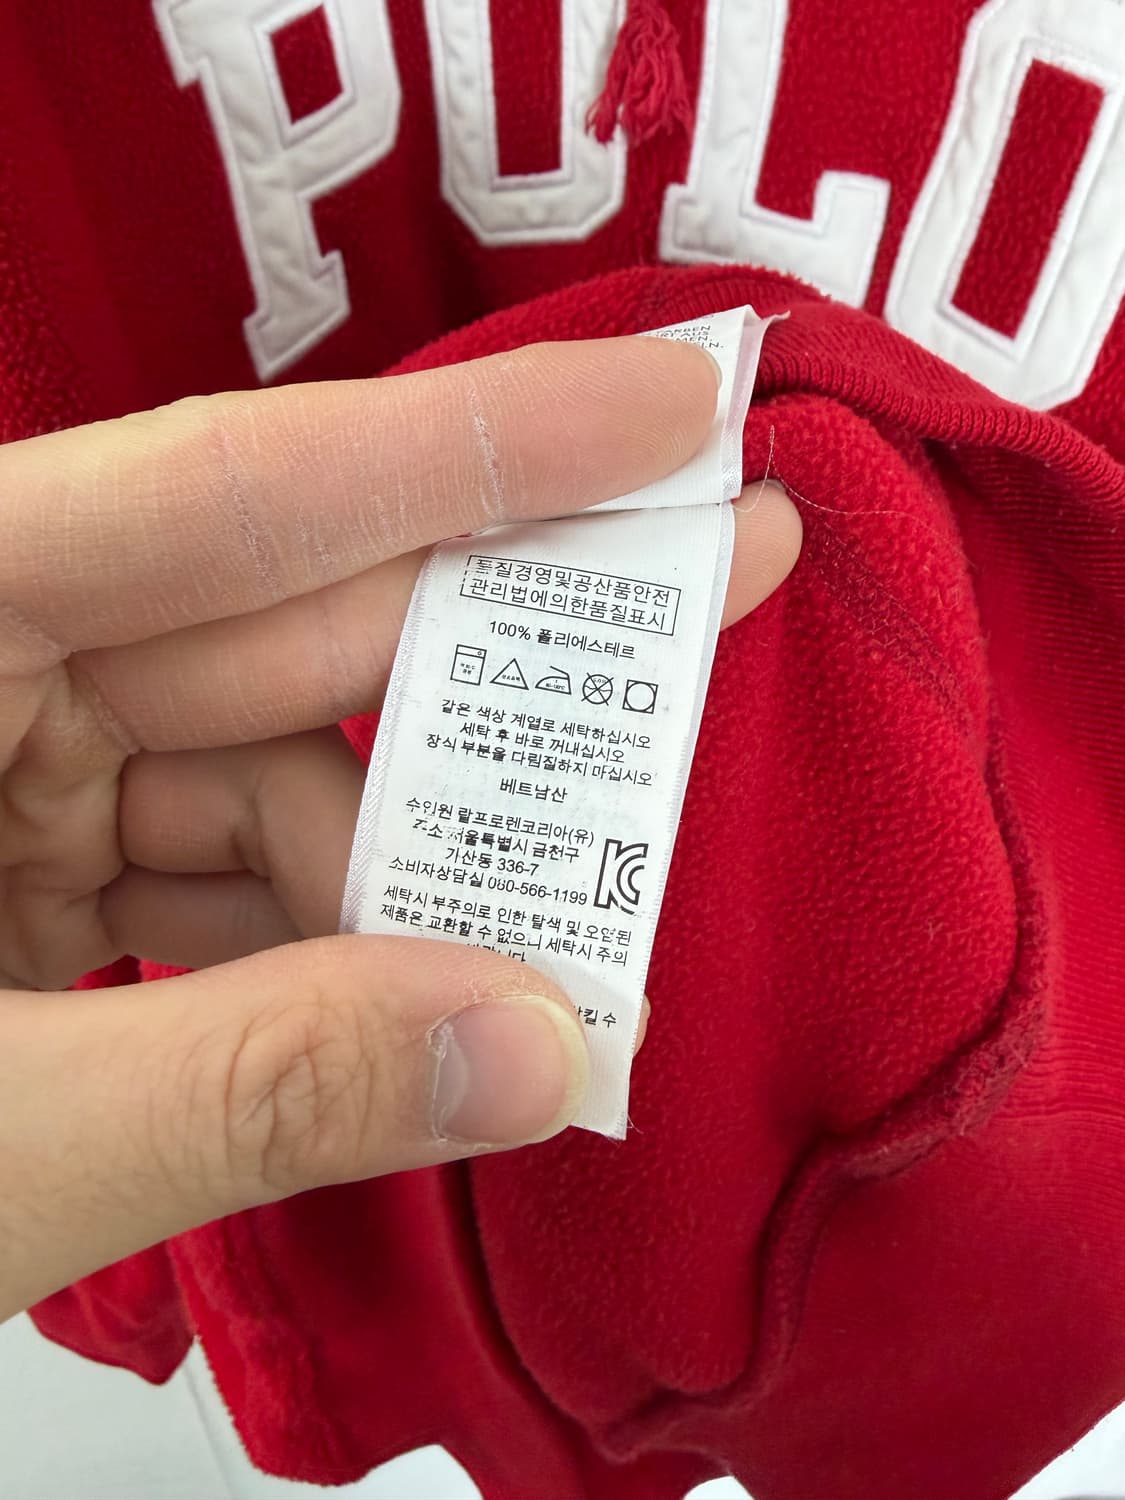 POLO
FARBEN
품질경영및공산품안전
관리법에의한품질표시
100% 폴리에스테르
같은 색상 계열로 세탁하십시오
세탁 후 바로 꺼내십시오
장식 부분을 다림질하지 마십시오
베트남산
수입원 랄프로렌코리아(유)
주소 서울특별시 금천구
가산동 336-7
소비자상담실 080-566-1199
세탁시 부주의로 인한 탈색 및 오염된
제품은 교환할 수 없으니 세탁시 주의
수